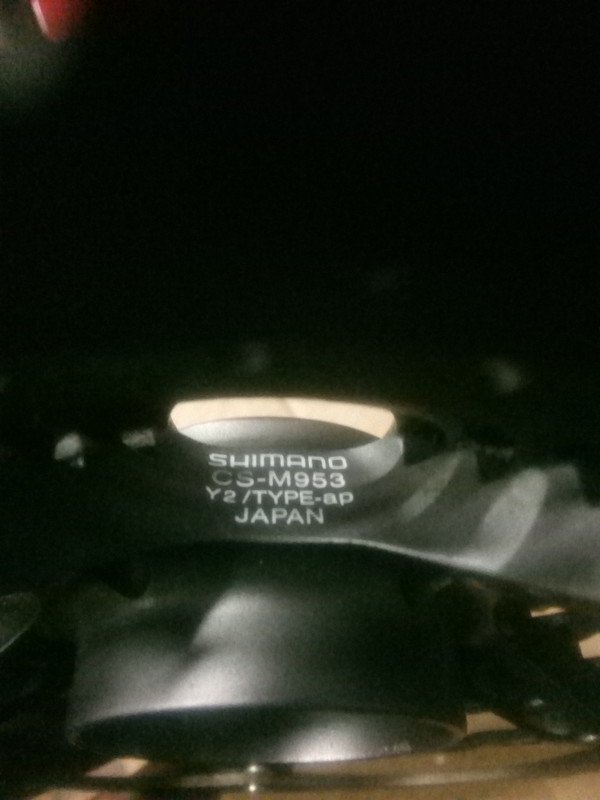 SHIMANO
CS-M953
Y2/TYPE-ap
JAPAN